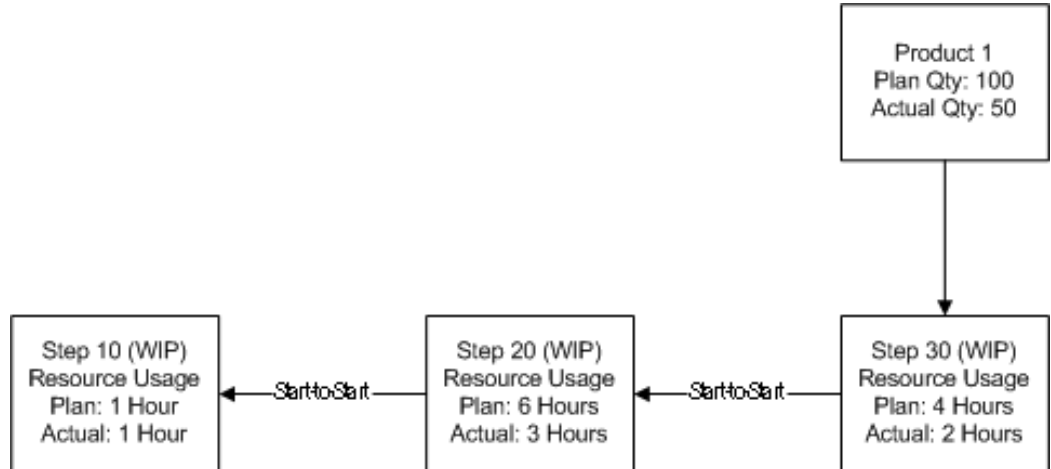 Product 1
Plan Qty: 100
Actual Qty: 50
Step 10 (WIP)
Resource Usage
Plan: 1 Hour
Actual: 1 Hour
Start-to-Start
Step 20 (WIP)
Resource Usage
Plan: 6 Hours
Actual: 3 Hours
Start-to-Start
Step 30 (WIP)
Resource Usage
Plan: 4 Hours
Actual: 2 Hours